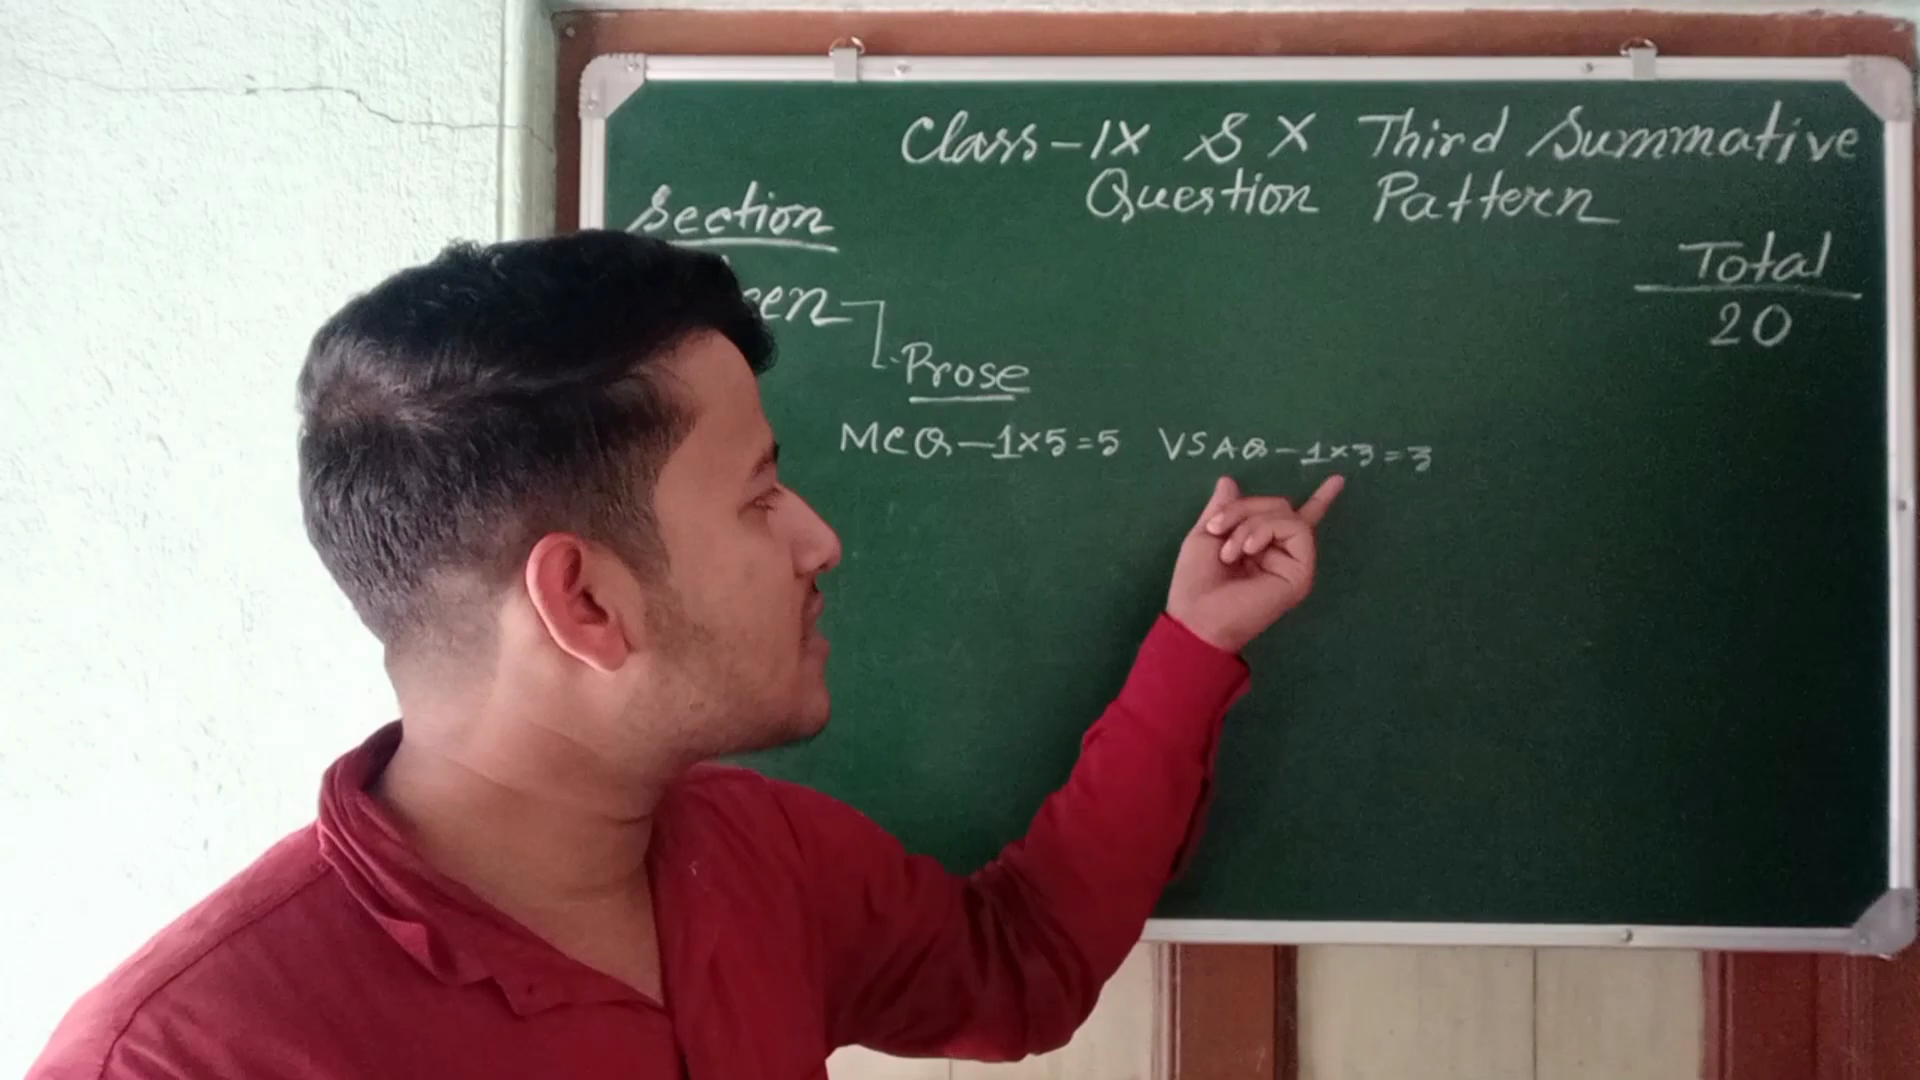 Class-IX & X Third Summative
Question Pattern
Section
Total
20
Prose
MCQ-1×5=5 VSAQ-1×3=3